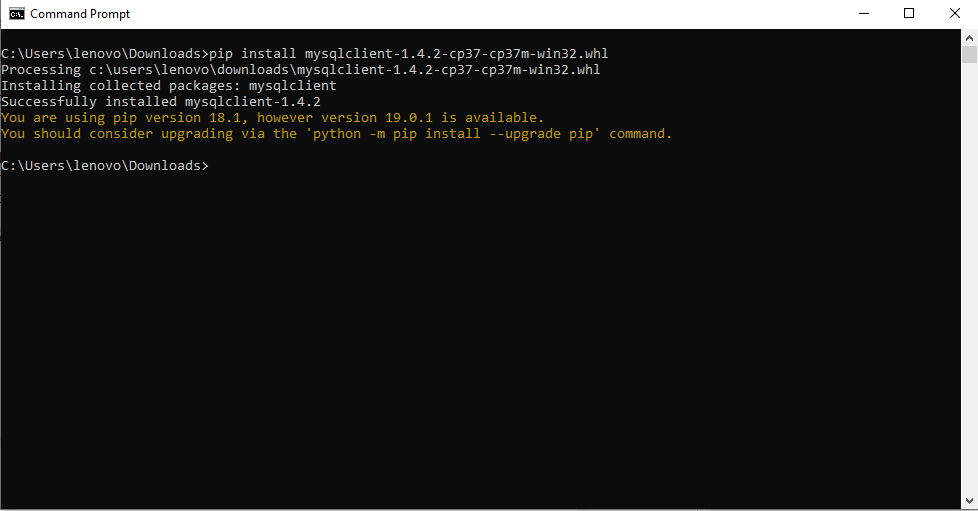 Command Prompt
C:\Users\lenovo\Downloads>pip install mysqlclient-1.4.2-cp37-cp37m-win32.whl
Processing c:\users\lenovo\downloads\mysqlclient-1.4.2-cp37-cp37m-win32.whl
Installing collected packages: mysqlclient
Successfully installed mysqlclient-1.4.2
You are using pip version 18.1, however version 19.0.1 is available.
You should consider upgrading via the 'python -m pip install --upgrade pip' command.
C:\Users\lenovo\Downloads>